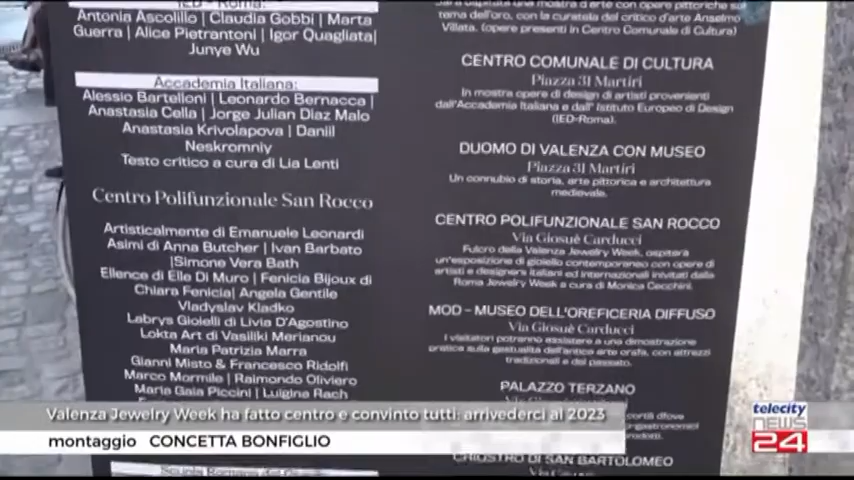 IED - Roma:
Antonia Ascolillo | Claudia Gobbi | Marta
Guerra | Alice Pietrantoni | Igor Quagliata|
Junye Wu
Accademia Italiana:
Alessio Bartelloni | Leonardo Bernacca |
Anastasia Cella | Jorge Julian Diaz Malo
Anastasia Krivolapova | Daniil
Neskromniy
Testo critico a cura di Lia Lenti
Centro Polifunzionale San Rocco
Artisticalmente di Emanuele Leonardi
Asimi di Anna Butcher | Ivan Barbato
|Simone Vera Bath
Ellence di Elle Di Muro | Fenicia Bijoux di
Chiara Fenicia| Angela Gentile
Vladyslav Kladko
Labrys Gioielli di Livia D'Agostino
Lokta Art di Vasiliki Merianou
Maria Patrizia Marra
Gianni Misto & Francesco Ridolfi
Marco Mormile | Raimondo Oliviero
Maria Gaia Piccini | Luigina Rach
ospitata una mostra d'arte con opere pittoriche sul
tema dell'oro, con la curatela del critico d'arte Anselmo
Villata. (opere presenti in Centro Comunale di Cultura)
CENTRO COMUNALE DI CULTURA
Piazza 31 Martiri
In mostra opere di design di artisti provenienti
dall'Accademia Italiana e dall' Istituto Europeo di Design
(IED-Roma).
DUOMO DI VALENZA CON MUSEO
Piazza 31 Martiri
Un connubio di storia, arte pittorica e architettura
medievale.
CENTRO POLIFUNZIONALE SAN ROCCO
Via Giosuè Carducci
Fulcro della Valenza Jewelry Week, ospiterà
un'esposizione di gioiello contemporaneo con opere di
artisti e designers italiani ed internazionali inivitati dalla
Roma Jewelry Week a cura di Monica Cecchini.
MOD - MUSEO DELL'OREFICERIA DIFFUSO
Via Giosuè Carducci
I visitatori potranno assistere a una dimostrazione
pratica sulla gestualità dell'antica arte orafa, con attrezzi
tradizionali e del passato.
PALAZZO TERZANO
CHIOSTRO DI SAN BARTOLOMEO
Valenza Jewelry Week ha fatto centro e convinto tutti: arrivederci al 2023
montaggio CONCETTA BONFIGLIO
telecity
NEWS
24